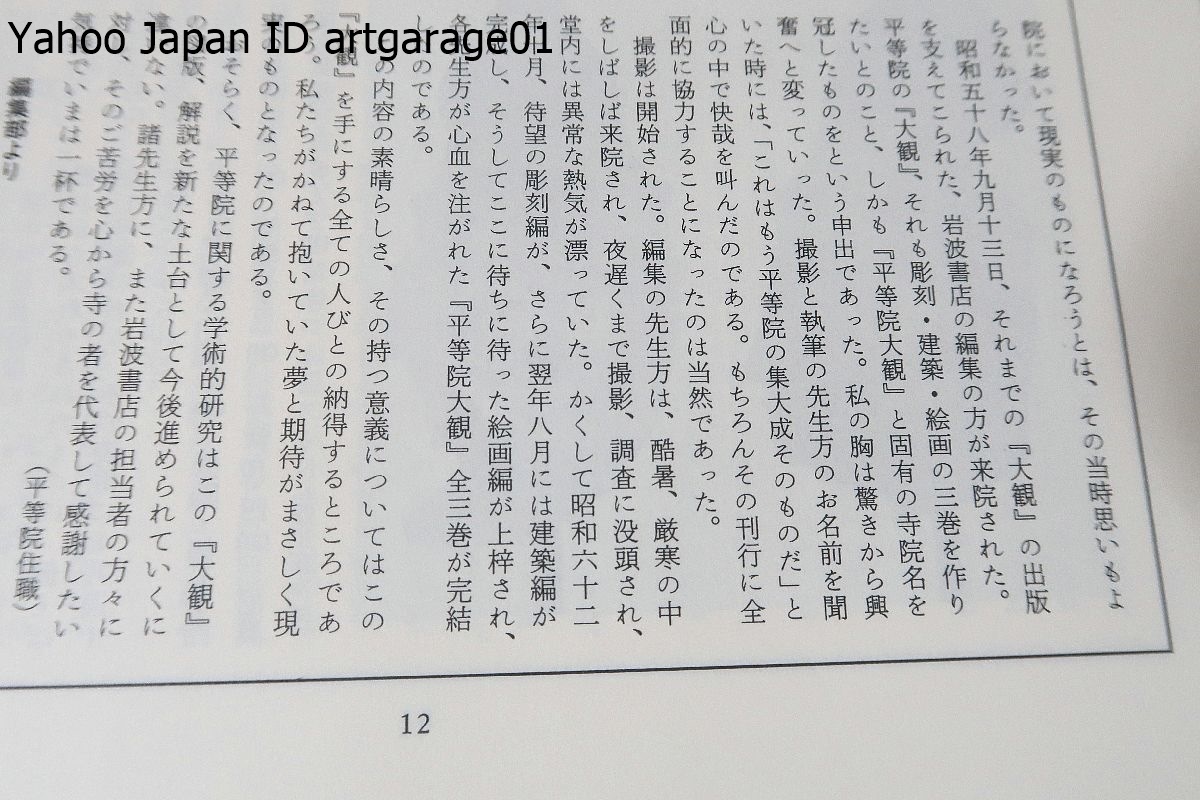 Yahoo Japan ID artgarage01
院において現実のものになろうとは、その当時思いもよ
らなかった。
昭和五十八年九月十三日、それまでの『大観』の出版
を支えてこられた、岩波書店の編集の方が来院された。
平等院の『大観』、それも彫刻・建築・絵画の三巻を作り
たいとのこと、しかも『平等院大観』と固有の寺院名を
冠したものをという申出であった。私の胸は驚きから興
奮へと変っていった。撮影と執筆の先生方のお名前を聞
いた時には、「これはもう平等院の集大成そのものだ」と
心の中で快哉を叫んだのである。もちろんその刊行に全
面的に協力することになったのは当然であった。
撮影は開始された。編集の先生方は、酷暑、厳寒の中
をしばしば来院され、夜遅くまで撮影、調査に没頭され、
堂内には異常な熱気が漂っていた。かくして昭和六十二
年十月、待望の彫刻編が、さらに翌年八月には建築編が
完成し、そうしてここに待ちに待った絵画編が上梓され、
各先生方が心血を注がれた『平等院大観』全三巻が完結
したのである。
の内容の素晴らしさ、その持つ意義についてはこの
『大観』を手にする全ての人びとの納得するところであ
ろう。私たちがかねて抱いていた夢と期待がまさしく現
実のものとなったのである。
おそらく、平等院に関する学術的研究はこの『大観』
の出版、解説を新たな土台として今後進められていくに
違いない。諸先生方に、また岩波書店の担当者の方々に
対し、そのご苦労を心から寺の者を代表して感謝したい
気持でいまは一杯である。
（平等院住職）
編集部より
12